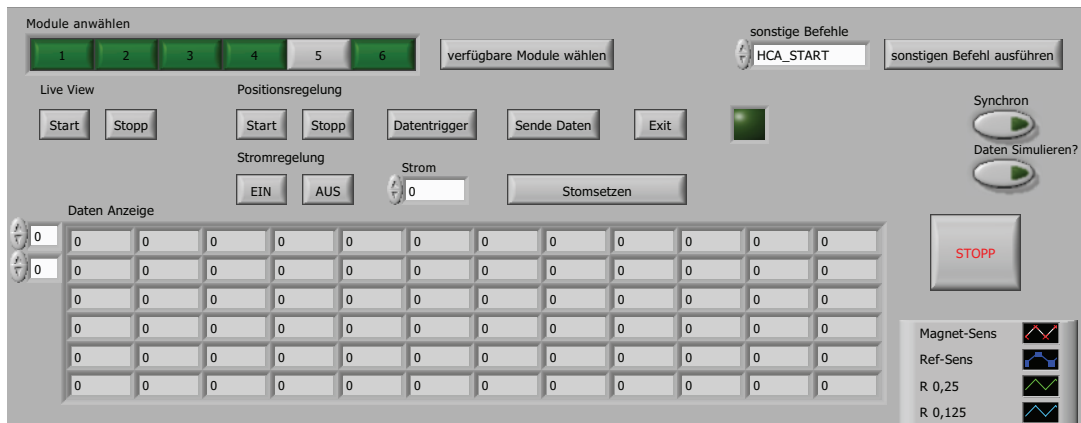 Module anwählen
1 2 3 4 5 6
verfügbare Module wählen
sonstige Befehle
HCA_START
sonstigen Befehl ausführen
Live View
Start Stopp
Positionsregelung
Start Stopp Datentrigger Sende Daten Exit
Synchron
Daten Simulieren?
Stromregelung
EIN AUS
Strom
0
Stomsetzen
Daten Anzeige
0
0
0 0 0 0 0 0 0 0 0 0 0 0
0 0 0 0 0 0 0 0 0 0 0 0
0 0 0 0 0 0 0 0 0 0 0 0
0 0 0 0 0 0 0 0 0 0 0 0
0 0 0 0 0 0 0 0 0 0 0 0
0 0 0 0 0 0 0 0 0 0 0 0
STOPP
Magnet-Sens
Ref-Sens
R 0,25
R 0,125